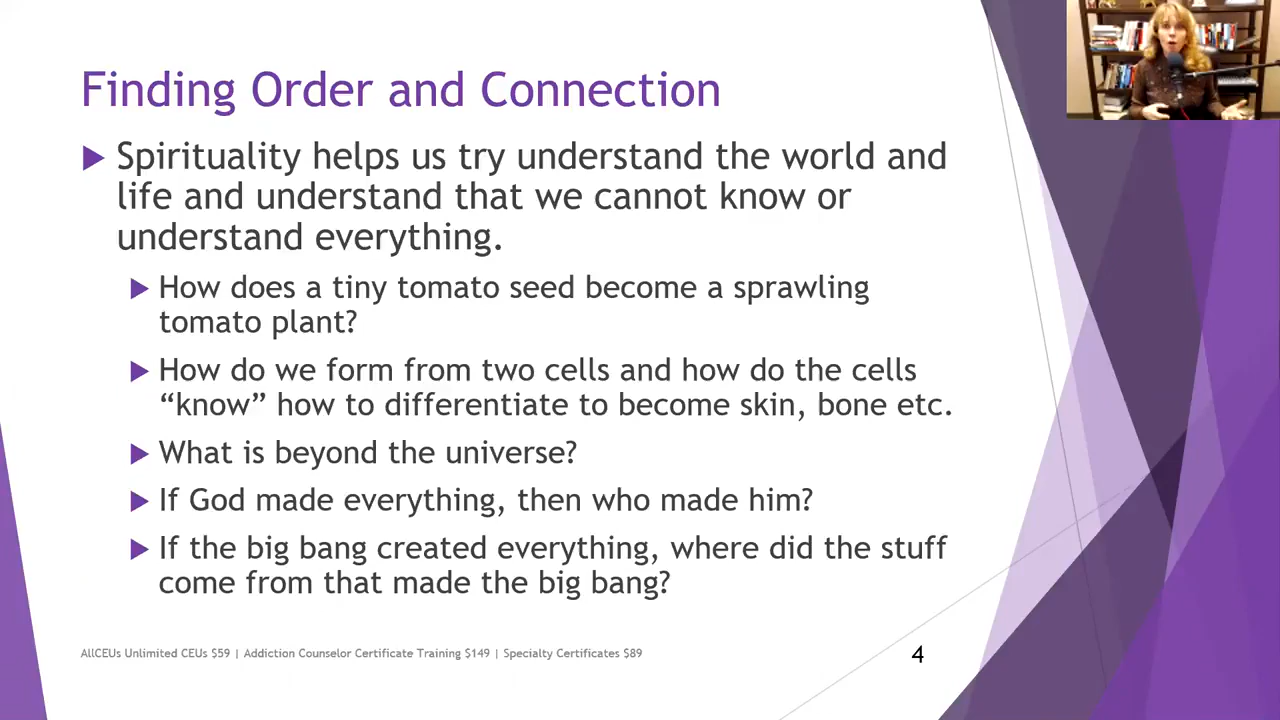 Finding Order and Connection
Spirituality helps us try understand the world and
life and understand that we cannot know or
understand everything.
How does a tiny tomato seed become a sprawling
tomato plant?
How do we form from two cells and how do the cells
“know” how to differentiate to become skin, bone etc.
What is beyond the universe?
If God made everything, then who made him?
If the big bang created everything, where did the stuff
come from that made the big bang?
AllCEUs Unlimited CEUs $59 | Addiction Counselor Certificate Training $149 | Specialty Certificates $89
4